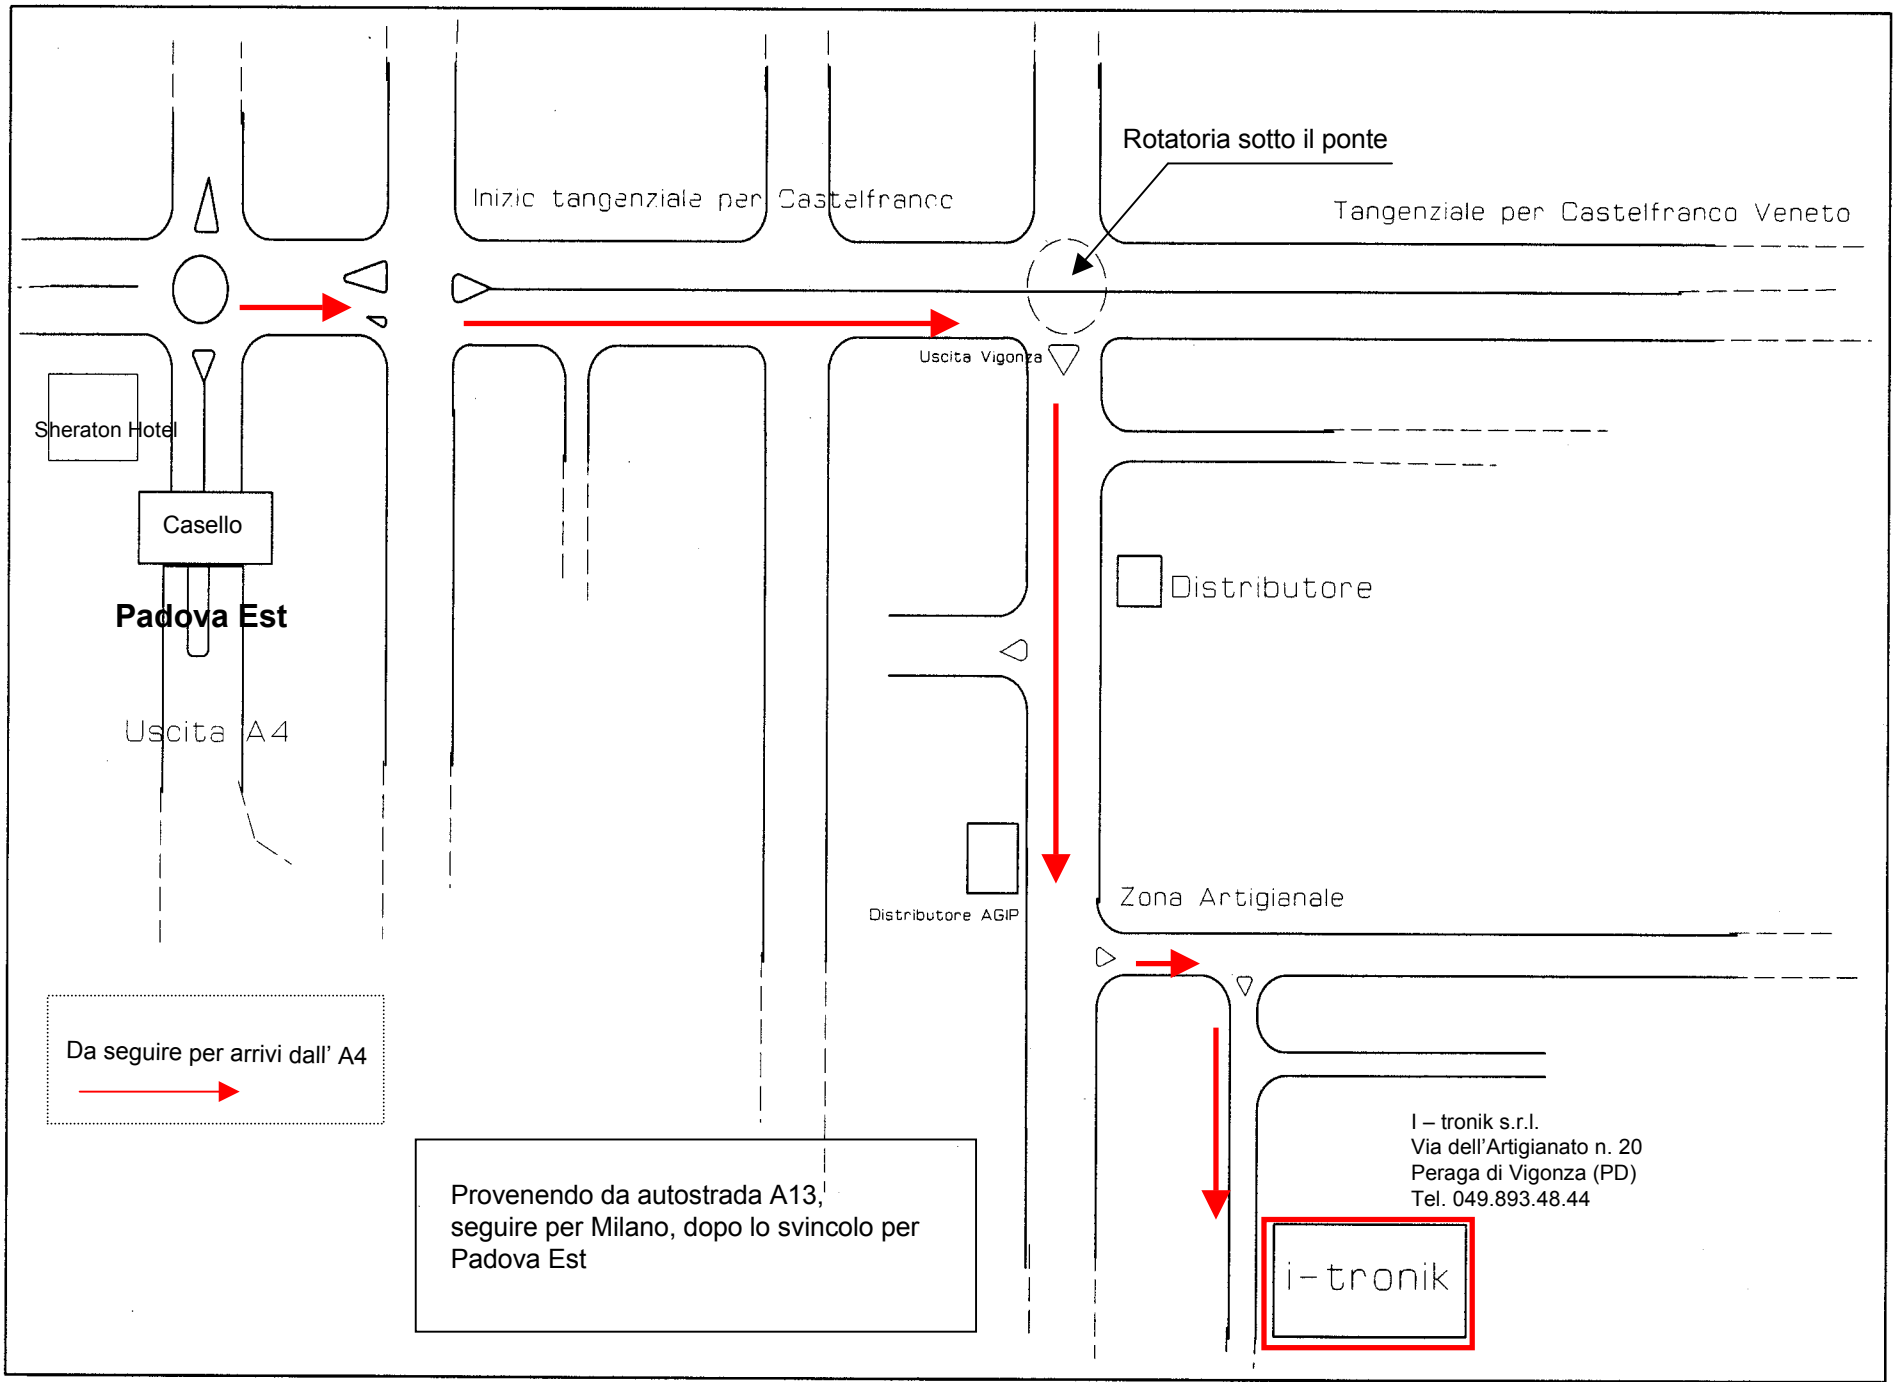 Rotatoria sotto il ponte
Inizio tangenziale per Castelfranco
Tangenziale per Castelfranco Veneto
Uscita Vigonza
Sheraton Hotel
Casello
Padova Est
Distributore
Uscita A4
Zona Artigianale
Distributore AGIP
Da seguire per arrivi dall' A4
I – tronik s.r.l.
Via dell'Artigianato n. 20
Peraga di Vigonza (PD)
Tel. 049.893.48.44
Provenendo da autostrada A13,
seguire per Milano, dopo lo svincolo per
Padova Est
i-tronik